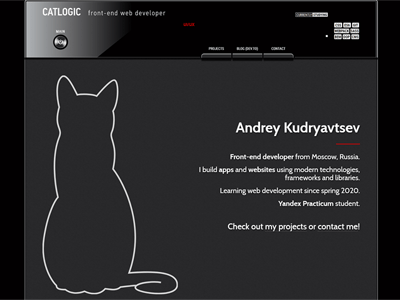 CATLOGIC front-end web developer
PROJECTS BLOG (DEV.TO) CONTACT
Andrey Kudryavtsev
Front-end developer from Moscow, Russia.
I build apps and websites using modern technologies,
frameworks and libraries.
Learning web development since spring 2020.
Yandex Practicum student.
Check out my projects or contact me!